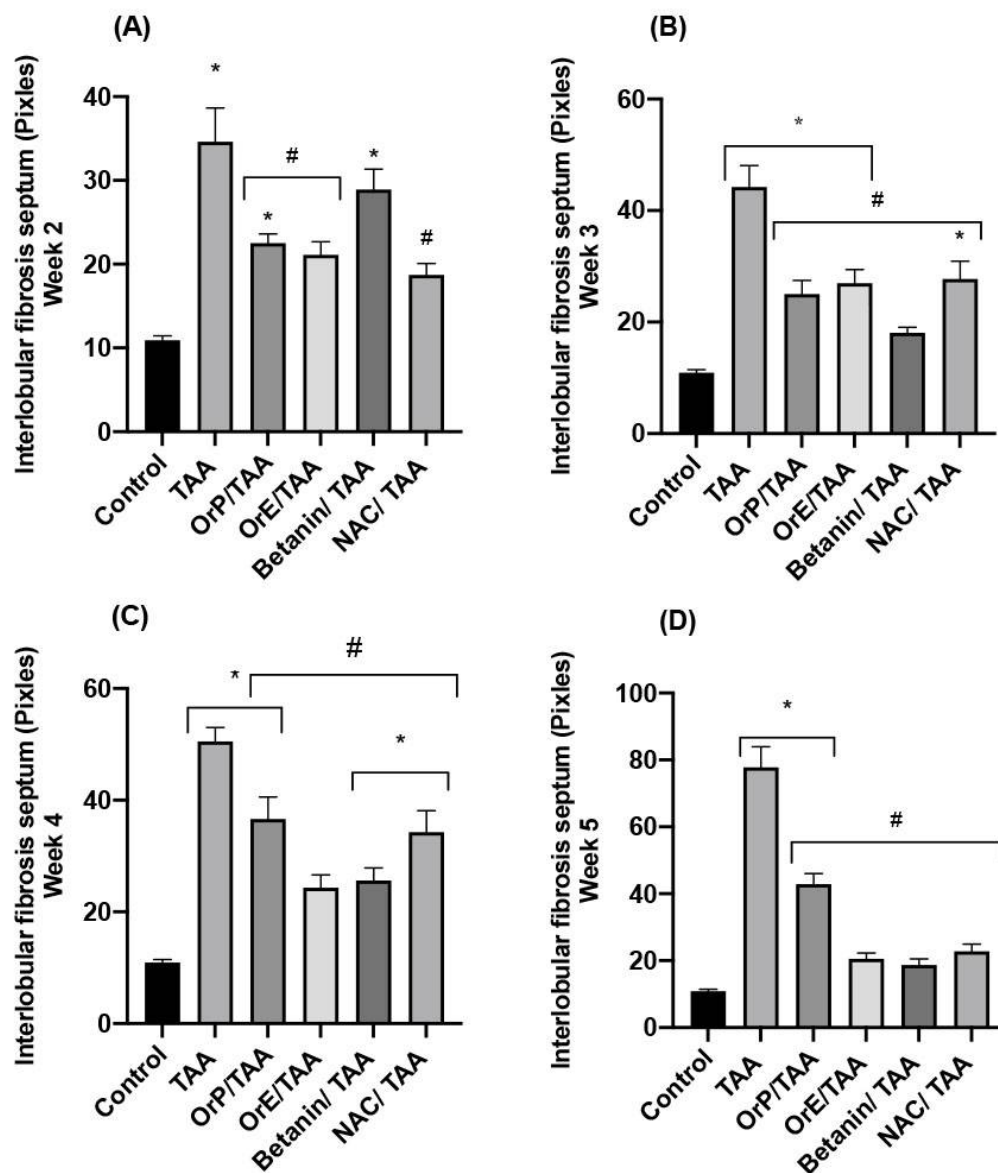 (A)
Interlobular fibrosis septum (Pixles)
Week 2
40
30
20
10
0
*
*
#
*
#
Control
TAA
OrP/TAA
OrE/TAA
Betanin/ TAA
NAC/ TAA
(B)
Interlobular fibrosis septum (Pixles)
Week 3
60
40
20
0
*
#
*
Control
TAA
OrP/TAA
OrE/TAA
Betanin/ TAA
NAC/ TAA
(C)
Interlobular fibrosis septum (Pixles)
Week 4
60
40
20
0
*
#
*
Control
TAA
OrP/TAA
OrE/TAA
Betanin/ TAA
NAC/ TAA
(D)
Interlobular fibrosis septum (Pixles)
Week 5
100
80
60
40
20
0
*
#
Control
TAA
OrP/TAA
OrE/TAA
Betanin/ TAA
NAC/ TAA